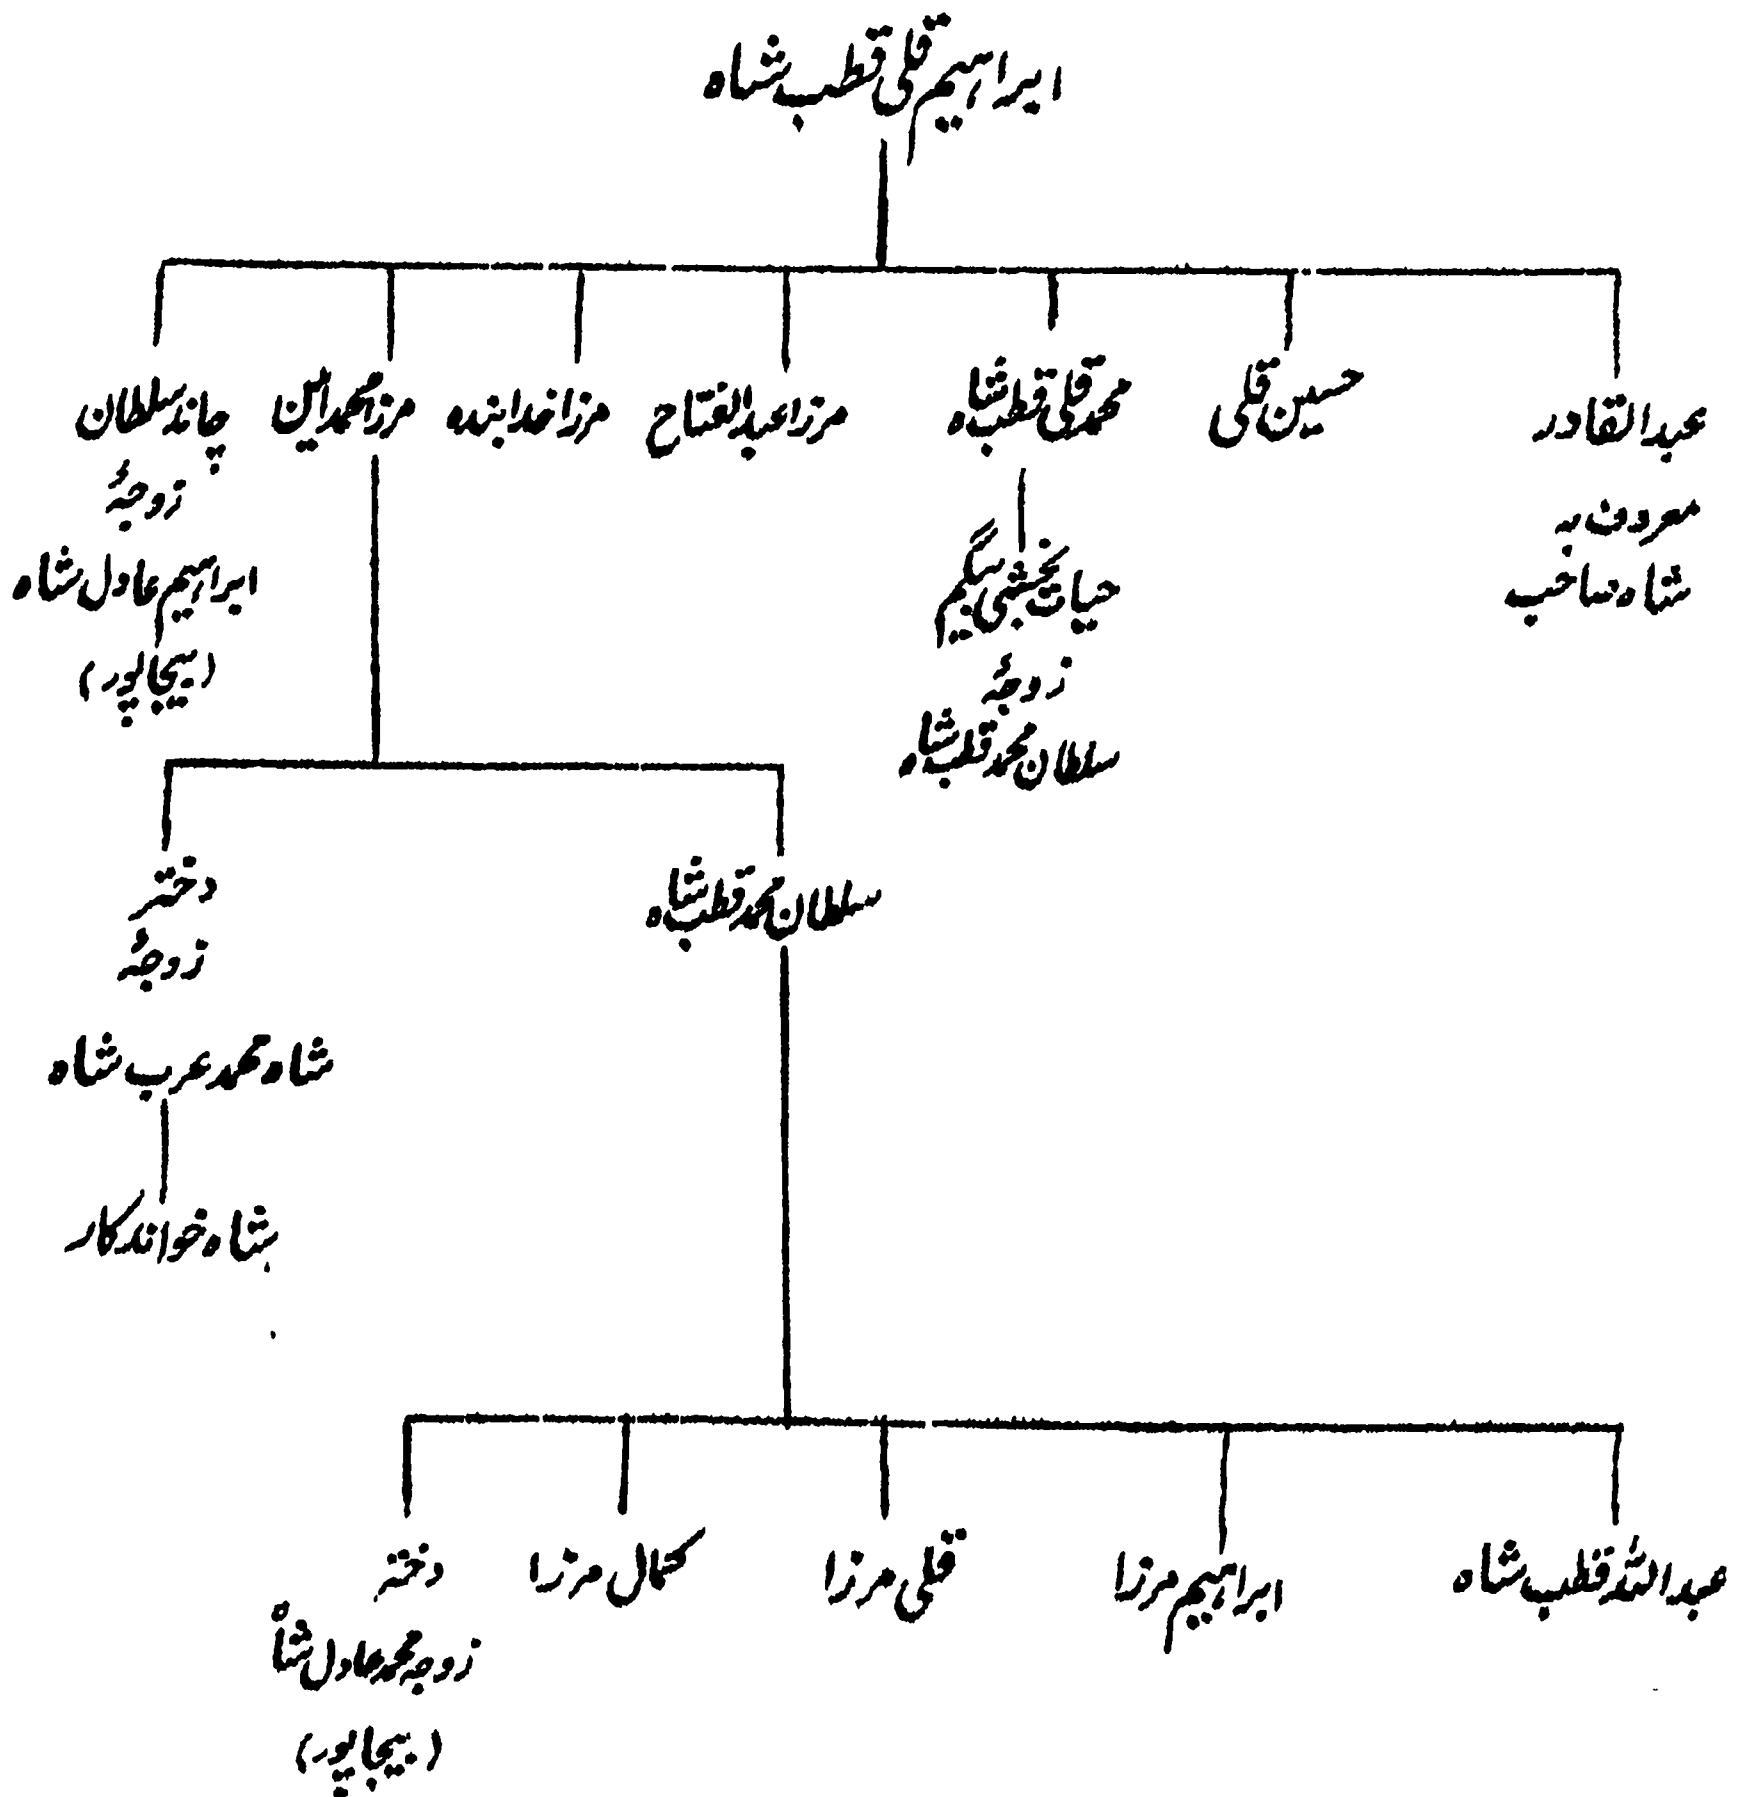 ابراہیم قلی قطب شاہ
عبدالقادر
معروف بہ
شاہ صاحب
حسین قلی
محمد قلی قطب شاہ
حیات بخشی بیگم
زوجۂ
سلطان محمد قطب شاہ
مرزا عبدالفتاح
مرزا خدابندہ
مرزا محمد امین
چاند سلطان
زوجۂ
ابراہیم عادل شاہ
(بیجاپور)
سلطان محمد قطب شاہ
دختر
زوجۂ
شاہ محمد عرب شاہ
شاہ خواندکار
عبداللہ قطب شاہ
ابراہیم مرزا
قلی مرزا
کمال مرزا
دختر
زوجہ محمد عادل شاہ
(بیجاپور)